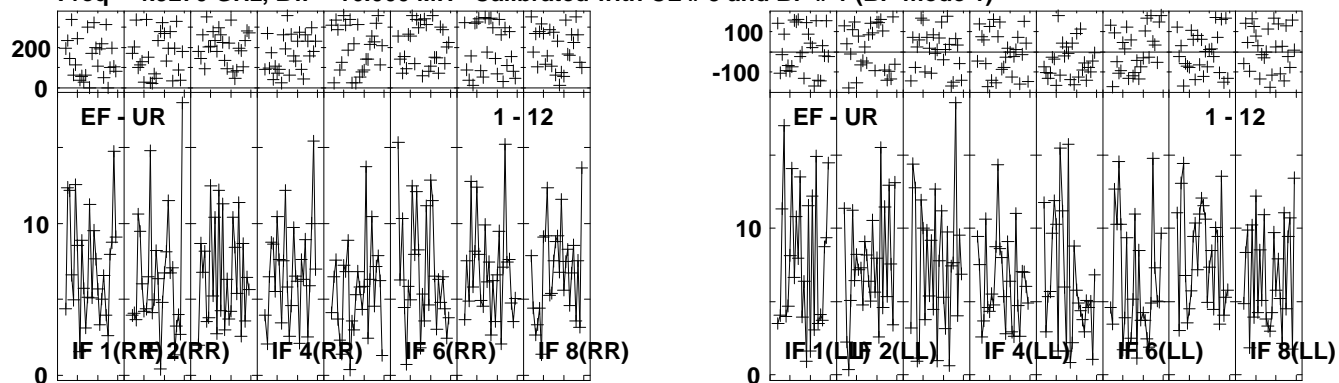 200
0
100
-100
EF - UR 1 - 12
EF - UR 1 - 12
10
0
10
0
IF 1(RR) IF 2(RR) IF 4(RR) IF 6(RR) IF 8(RR)
IF 1(LL) IF 2(LL) IF 4(LL) IF 6(LL) IF 8(LL)